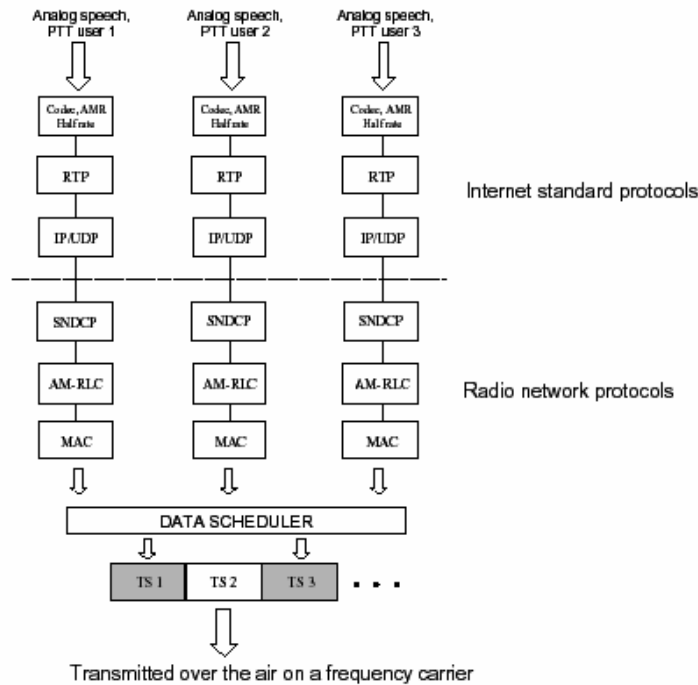 Analog speech,
PTT user 1
Analog speech,
PTT user 2
Analog speech,
PTT user 3
Codec, AMR
Halfrate
Codec, AMR
Halfrate
Codec, AMR
Halfrate
RTP
RTP
RTP
Internet standard protocols
IP/UDP
IP/UDP
IP/UDP
SNDCP
SNDCP
SNDCP
AM-RLC
AM-RLC
AM-RLC
Radio network protocols
MAC
MAC
MAC
DATA SCHEDULER
TS 1
TS 2
TS 3
. . .
Transmitted over the air on a frequency carrier